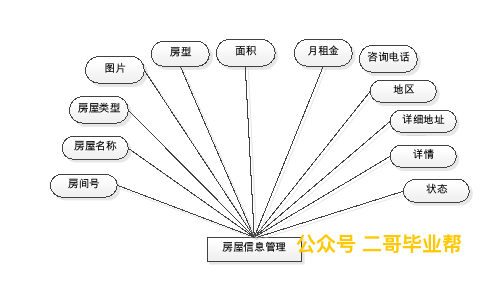 房型
面积
月租金
咨询电话
图片
地区
房屋类型
详细地址
房屋名称
详情
房间号
状态
房屋信息管理
公众号 二哥毕业帮